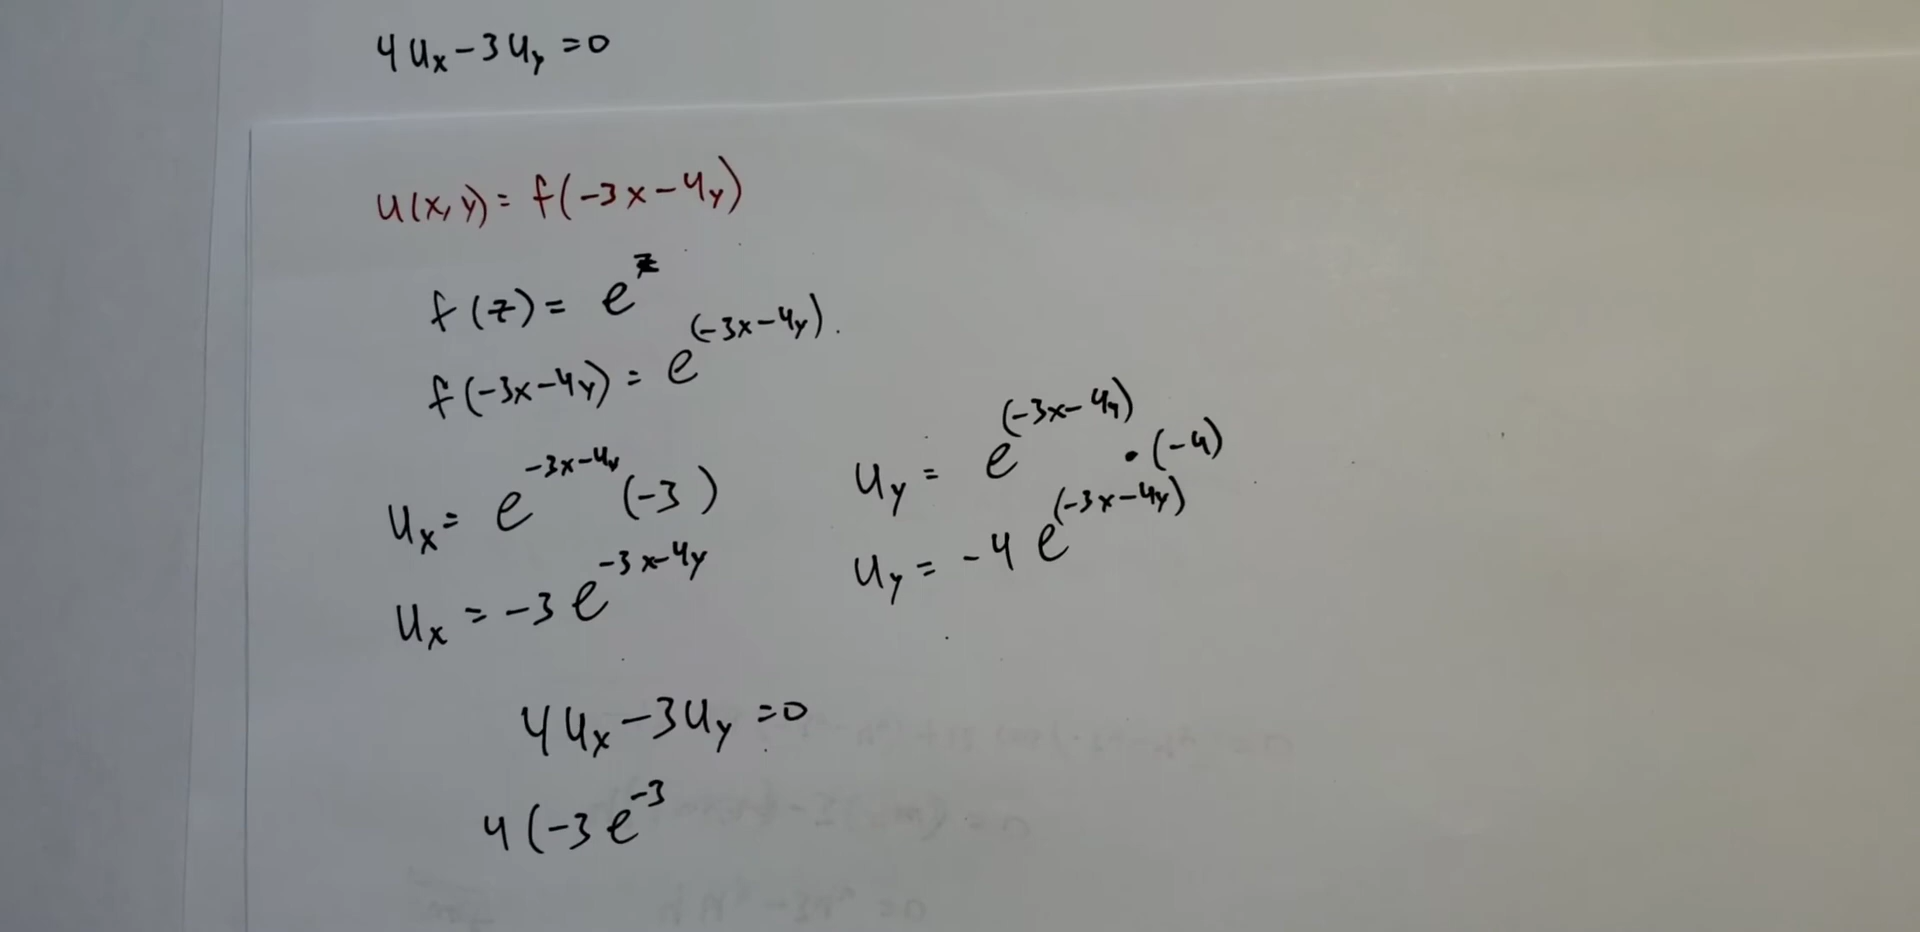 4u_x - 3u_y = 0
u(x,y) = f(-3x-4y)
f(z) = e^z
f(-3x-4y) = e^(-3x-4y).
u_x = e^{-3x-4y} (-3)
u_y = e^{(-3x-4y)} • (-4)
u_x = -3e^{-3x-4y}
u_y = -4e^{(-3x-4y)}
4u_x - 3u_y = 0
4(-3e^{-3}